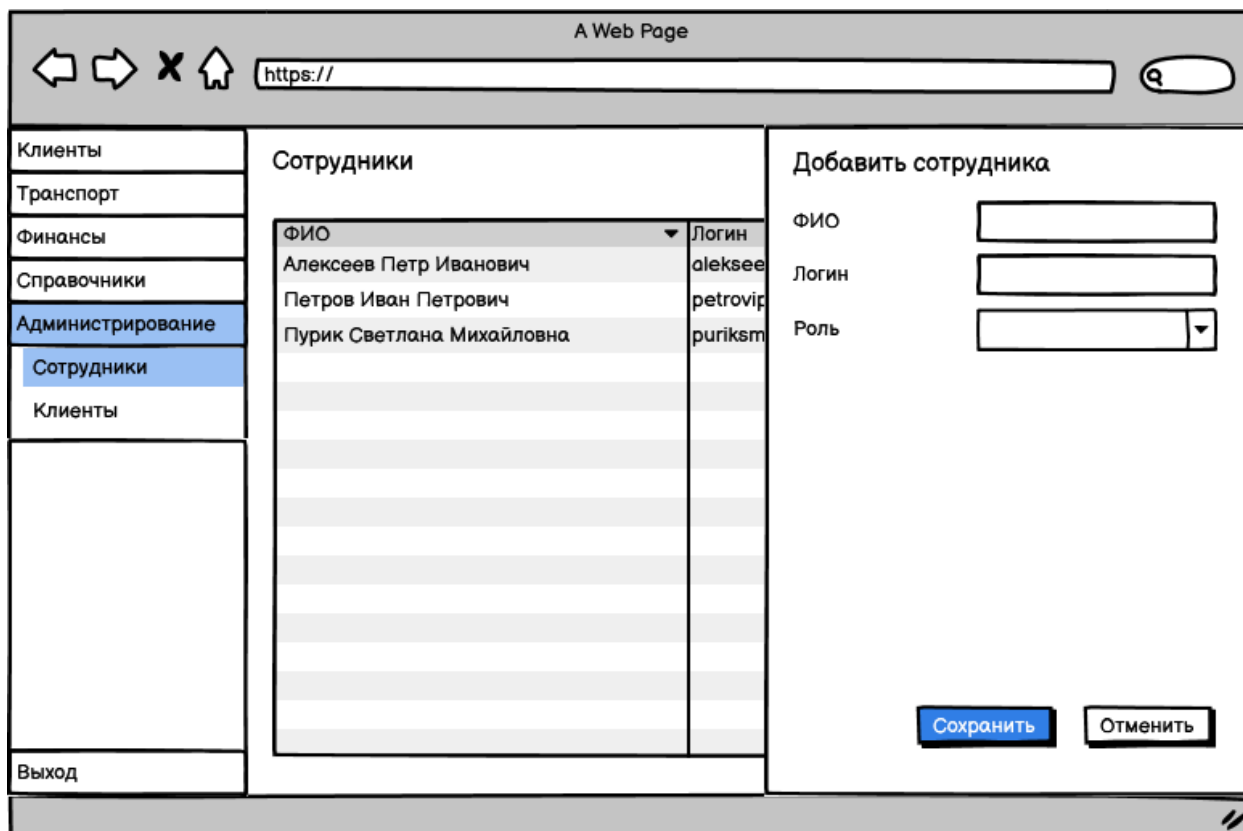 A Web Page
https://
Клиенты
Транспорт
Финансы
Справочники
Администрирование
Сотрудники
Клиенты
Выход
Сотрудники
ФИО Логин
Алексеев Петр Иванович aleksee
Петров Иван Петрович petrovip
Пурик Светлана Михайловна puriksm
Добавить сотрудника
ФИО
Логин
Роль
Сохранить Отменить